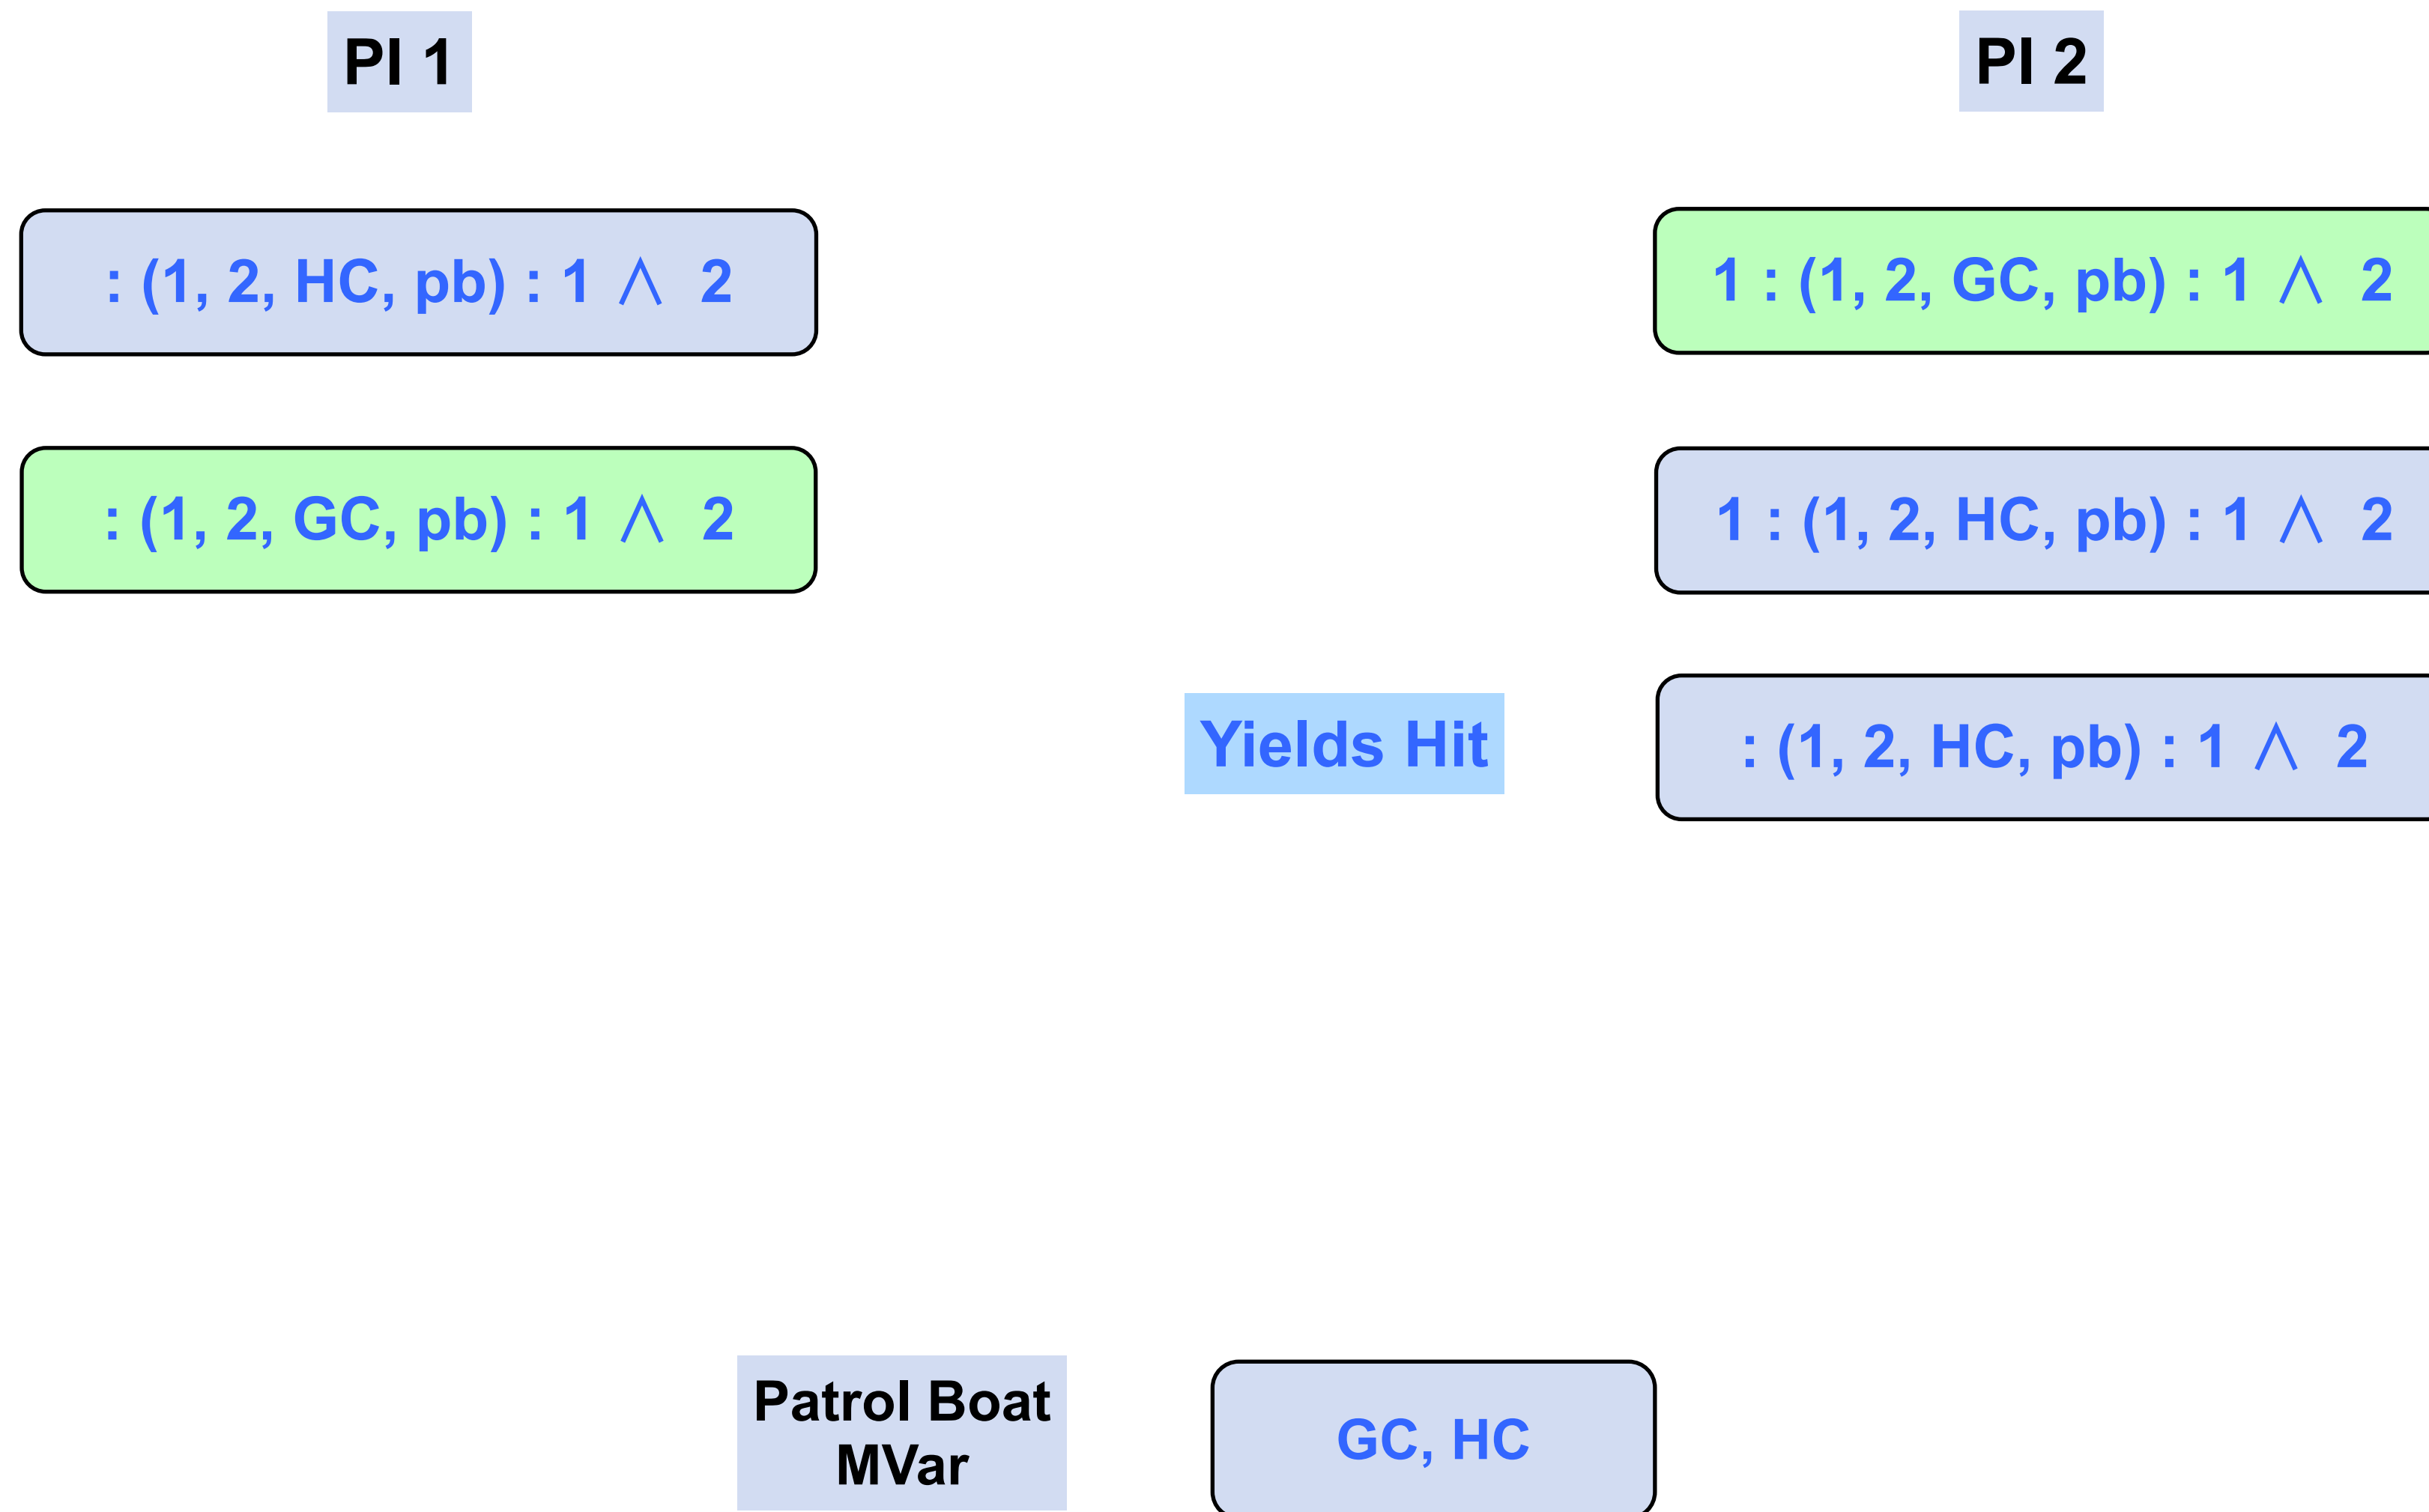 PI 1
PI 2
: (1, 2, HC, pb) : 1 ∧ 2
1 : (1, 2, GC, pb) : 1 ∧ 2
: (1, 2, GC, pb) : 1 ∧ 2
1 : (1, 2, HC, pb) : 1 ∧ 2
Yields Hit
: (1, 2, HC, pb) : 1 ∧ 2
Patrol Boat
MVar
GC, HC